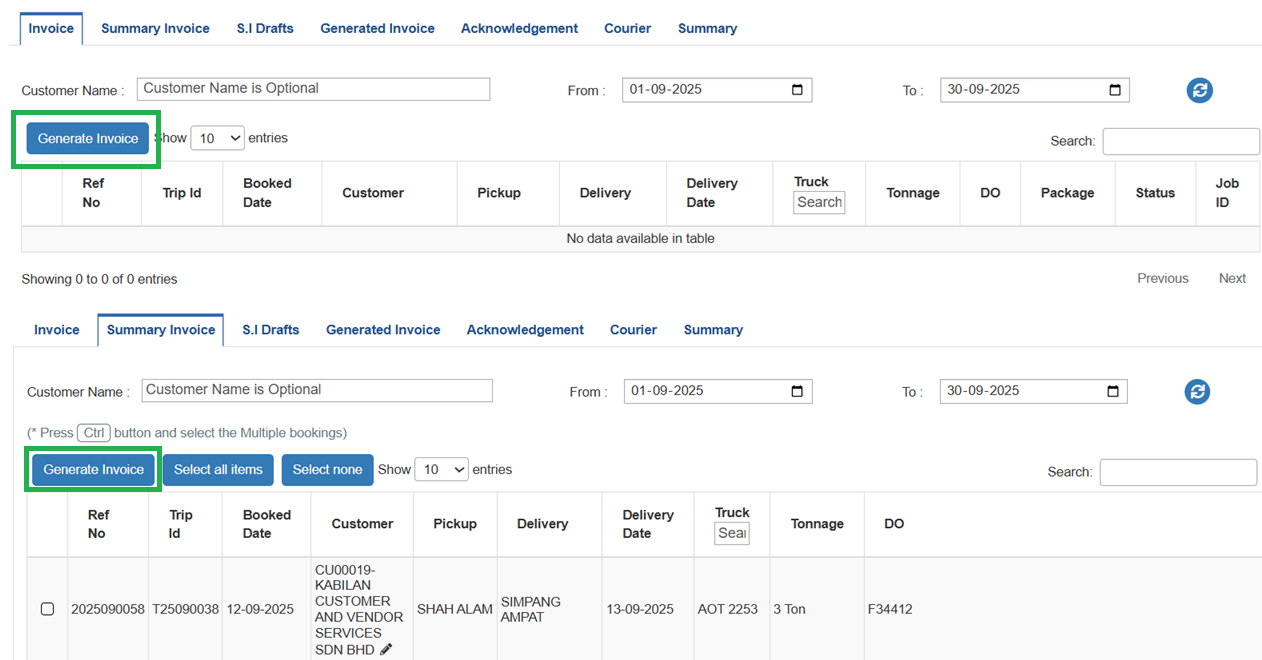 Invoice Summary Invoice S.I Drafts Generated Invoice Acknowledgement Courier Summary
Customer Name : Customer Name is Optional From : 01-09-2025 To : 30-09-2025
Generate Invoice Show 10 entries Search:
Ref No Trip Id Booked Date Customer Pickup Delivery Delivery Date Truck Search Tonnage DO Package Status Job ID
No data available in table
Showing 0 to 0 of 0 entries Previous Next
Invoice Summary Invoice S.I Drafts Generated Invoice Acknowledgement Courier Summary
Customer Name : Customer Name is Optional From : 01-09-2025 To : 30-09-2025
(* Press Ctrl button and select the Multiple bookings)
Generate Invoice Select all items Select none Show 10 entries Search:
Ref No Trip Id Booked Date Customer Pickup Delivery Delivery Date Truck Sear Tonnage DO
2025090058 T25090038 12-09-2025 CU00019-KABILAN CUSTOMER AND VENDOR SERVICES SDN BHD SHAH ALAM SIMPANG AMPAT 13-09-2025 AOT 2253 3 Ton F34412